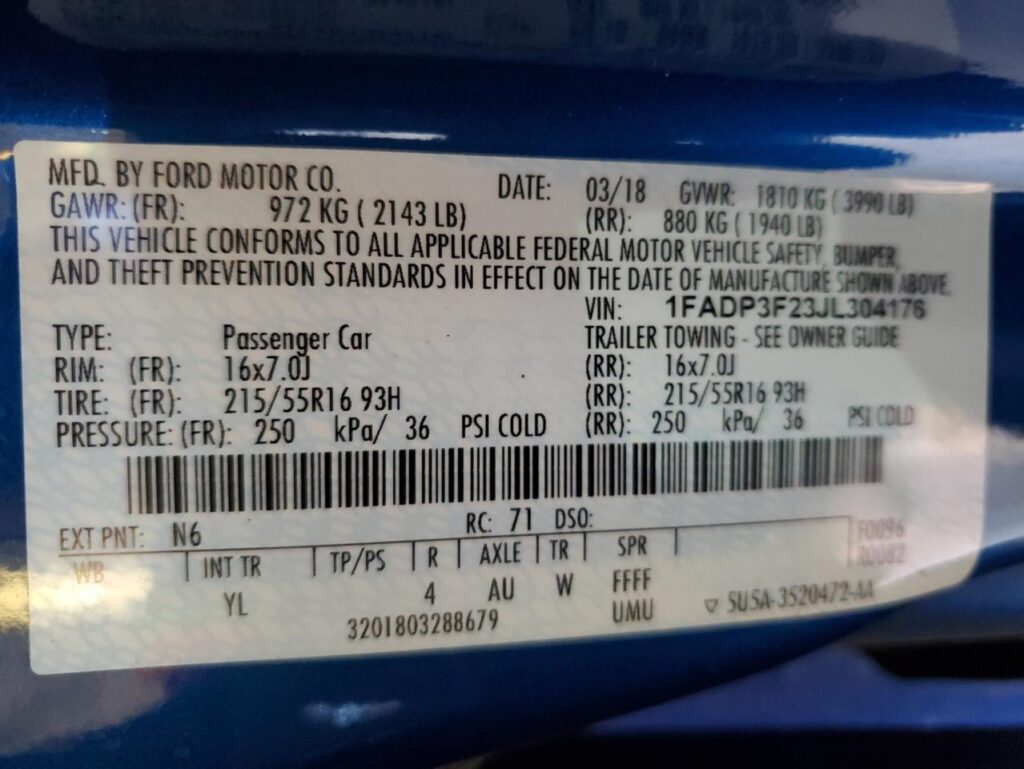 MFD. BY FORD MOTOR CO. DATE: 03/18 GVWR: 1810 KG ( 3990 LB)
GAWR: (FR): 972 KG ( 2143 LB) (RR): 880 KG ( 1940 LB)
THIS VEHICLE CONFORMS TO ALL APPLICABLE FEDERAL MOTOR VEHICLE SAFETY, BUMPER,
AND THEFT PREVENTION STANDARDS IN EFFECT ON THE DATE OF MANUFACTURE SHOWN ABOVE.
VIN: 1FADP3F23JL304176
TYPE: Passenger Car TRAILER TOWING - SEE OWNER GUIDE
RIM: (FR): 16x7.0J (RR): 16x7.0J
TIRE: (FR): 215/55R16 93H (RR): 215/55R16 93H
PRESSURE: (FR): 250 kPa/ 36 PSI COLD (RR): 250 kPa/ 36 PSI COLD
EXT PNT: N6 RC: 71 DSO: F0096
WB INT TR TP/PS R AXLE TR SPR R0082
YL 4 AU W FFFF
3201803288679 UMU ▽ 5U5A-3520472-AA